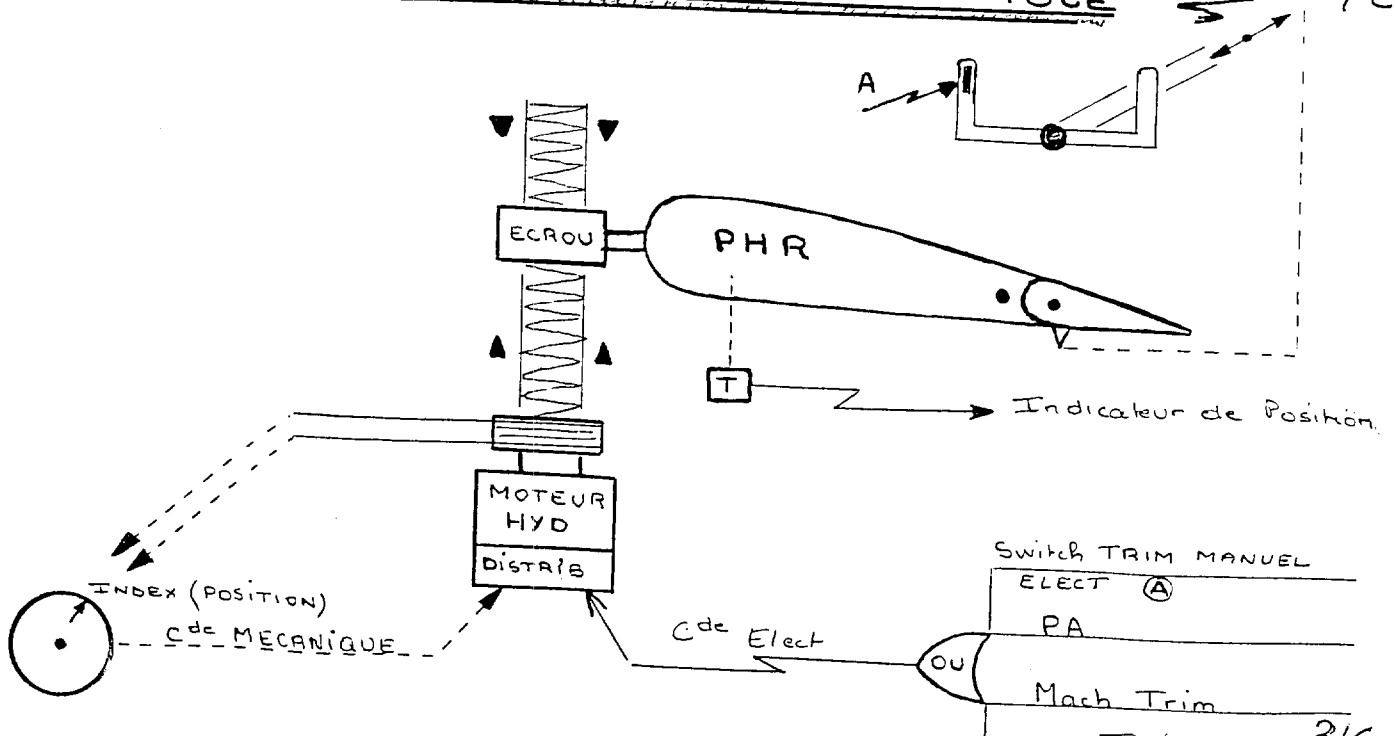 A
ECROU
PHR
T
Indicateur de Position.
MOTEUR
HYD
DISTRIB
INDEX (POSITION)
Cde MECANIQUE
Cde Elect
OU
Switch TRIM MANUEL
ELECT A
PA
Mach Trim